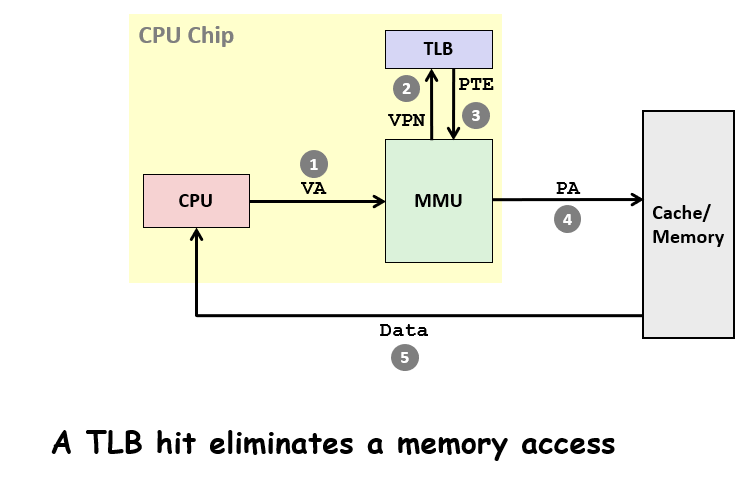 CPU Chip
TLB
2
PTE
3
VPN
1
VA
CPU
MMU
PA
4
Cache/
Memory
Data
5
A TLB hit eliminates a memory access